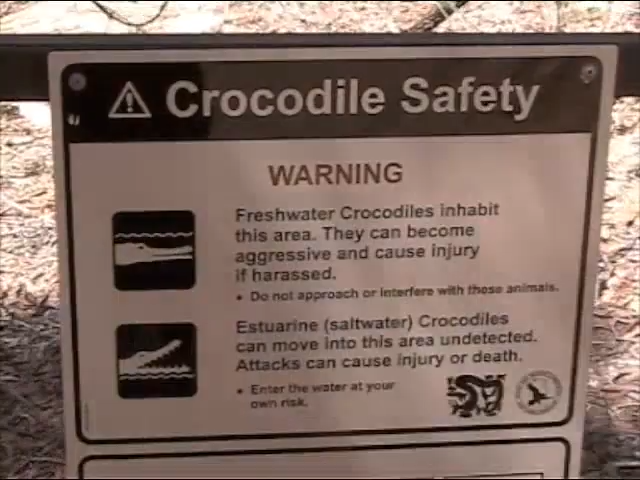 Crocodile Safety
WARNING
Freshwater Crocodiles inhabit
this area. They can become
aggressive and cause injury
if harassed.
• Do not approach or interfere with these animals.
Estuarine (saltwater) Crocodiles
can move into this area undetected.
Attacks can cause injury or death.
• Enter the water at your
own risk.